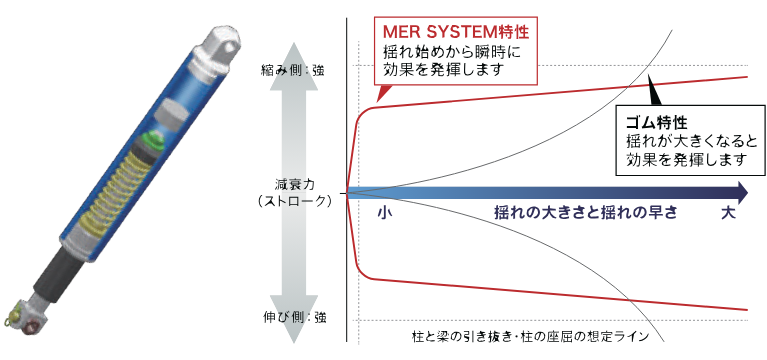 MER SYSTEM特性
揺れ始めから瞬時に
効果を発揮します
縮み側：強
ゴム特性
揺れが大きくなると
効果を発揮します
減衰力
（ストローク）
小
揺れの大きさと揺れの早さ
大
伸び側：強
柱と梁の引き抜き・柱の座屈の想定ライン